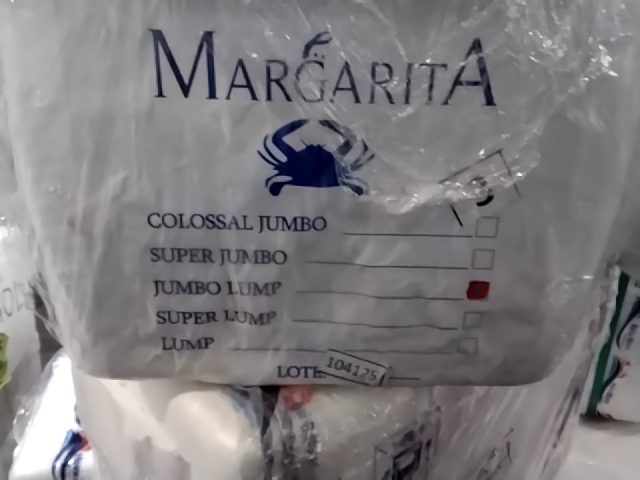 MARGARITA
COLOSSAL JUMBO
SUPER JUMBO
JUMBO LUMP
SUPER LUMP
LUMP
LOTE: 104125